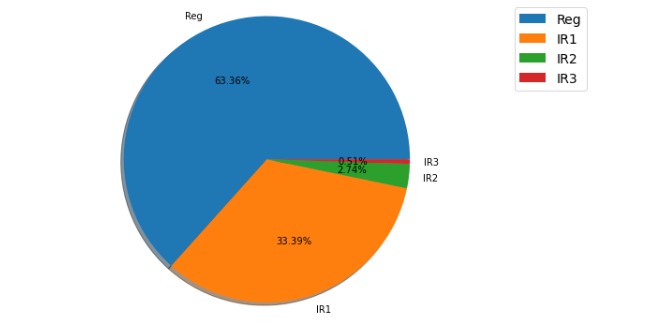 Reg
63.36%
IR1
33.39%
IR2
2.74%
IR3
0.51%
Reg
IR1
IR2
IR3